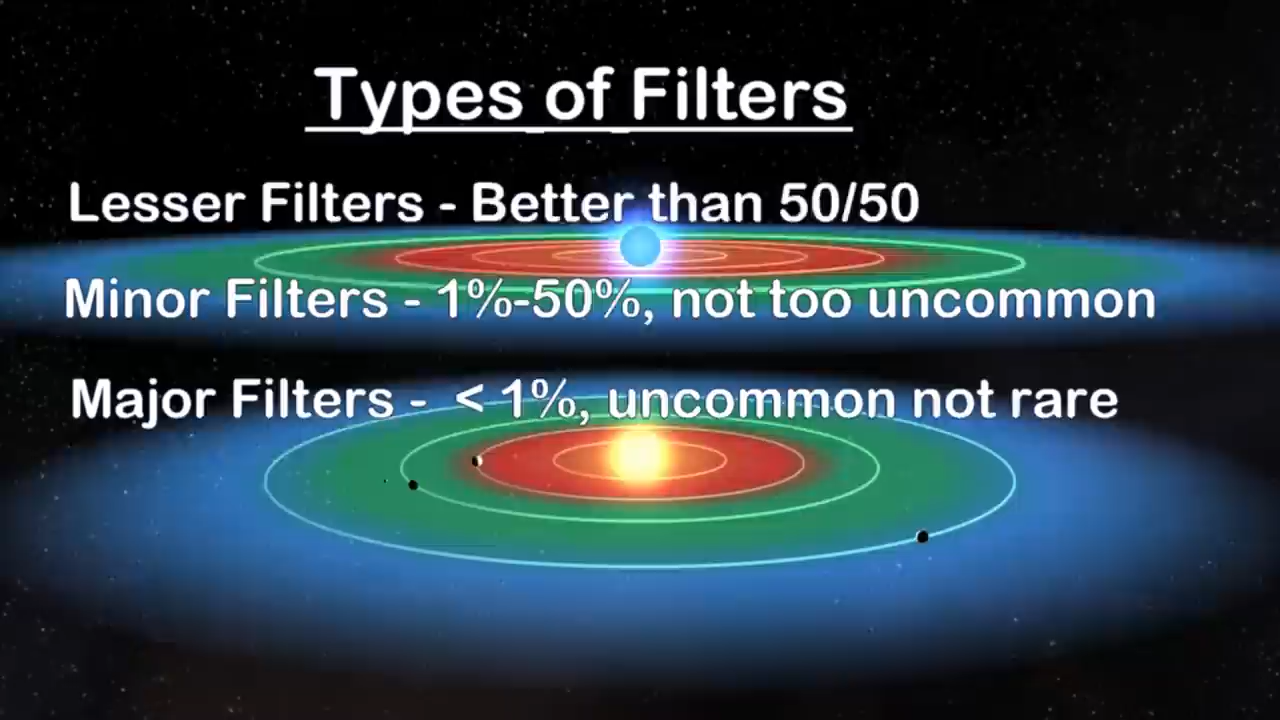 Types of Filters
Lesser Filters - Better than 50/50
Minor Filters - 1%-50%, not too uncommon
Major Filters - < 1%, uncommon not rare